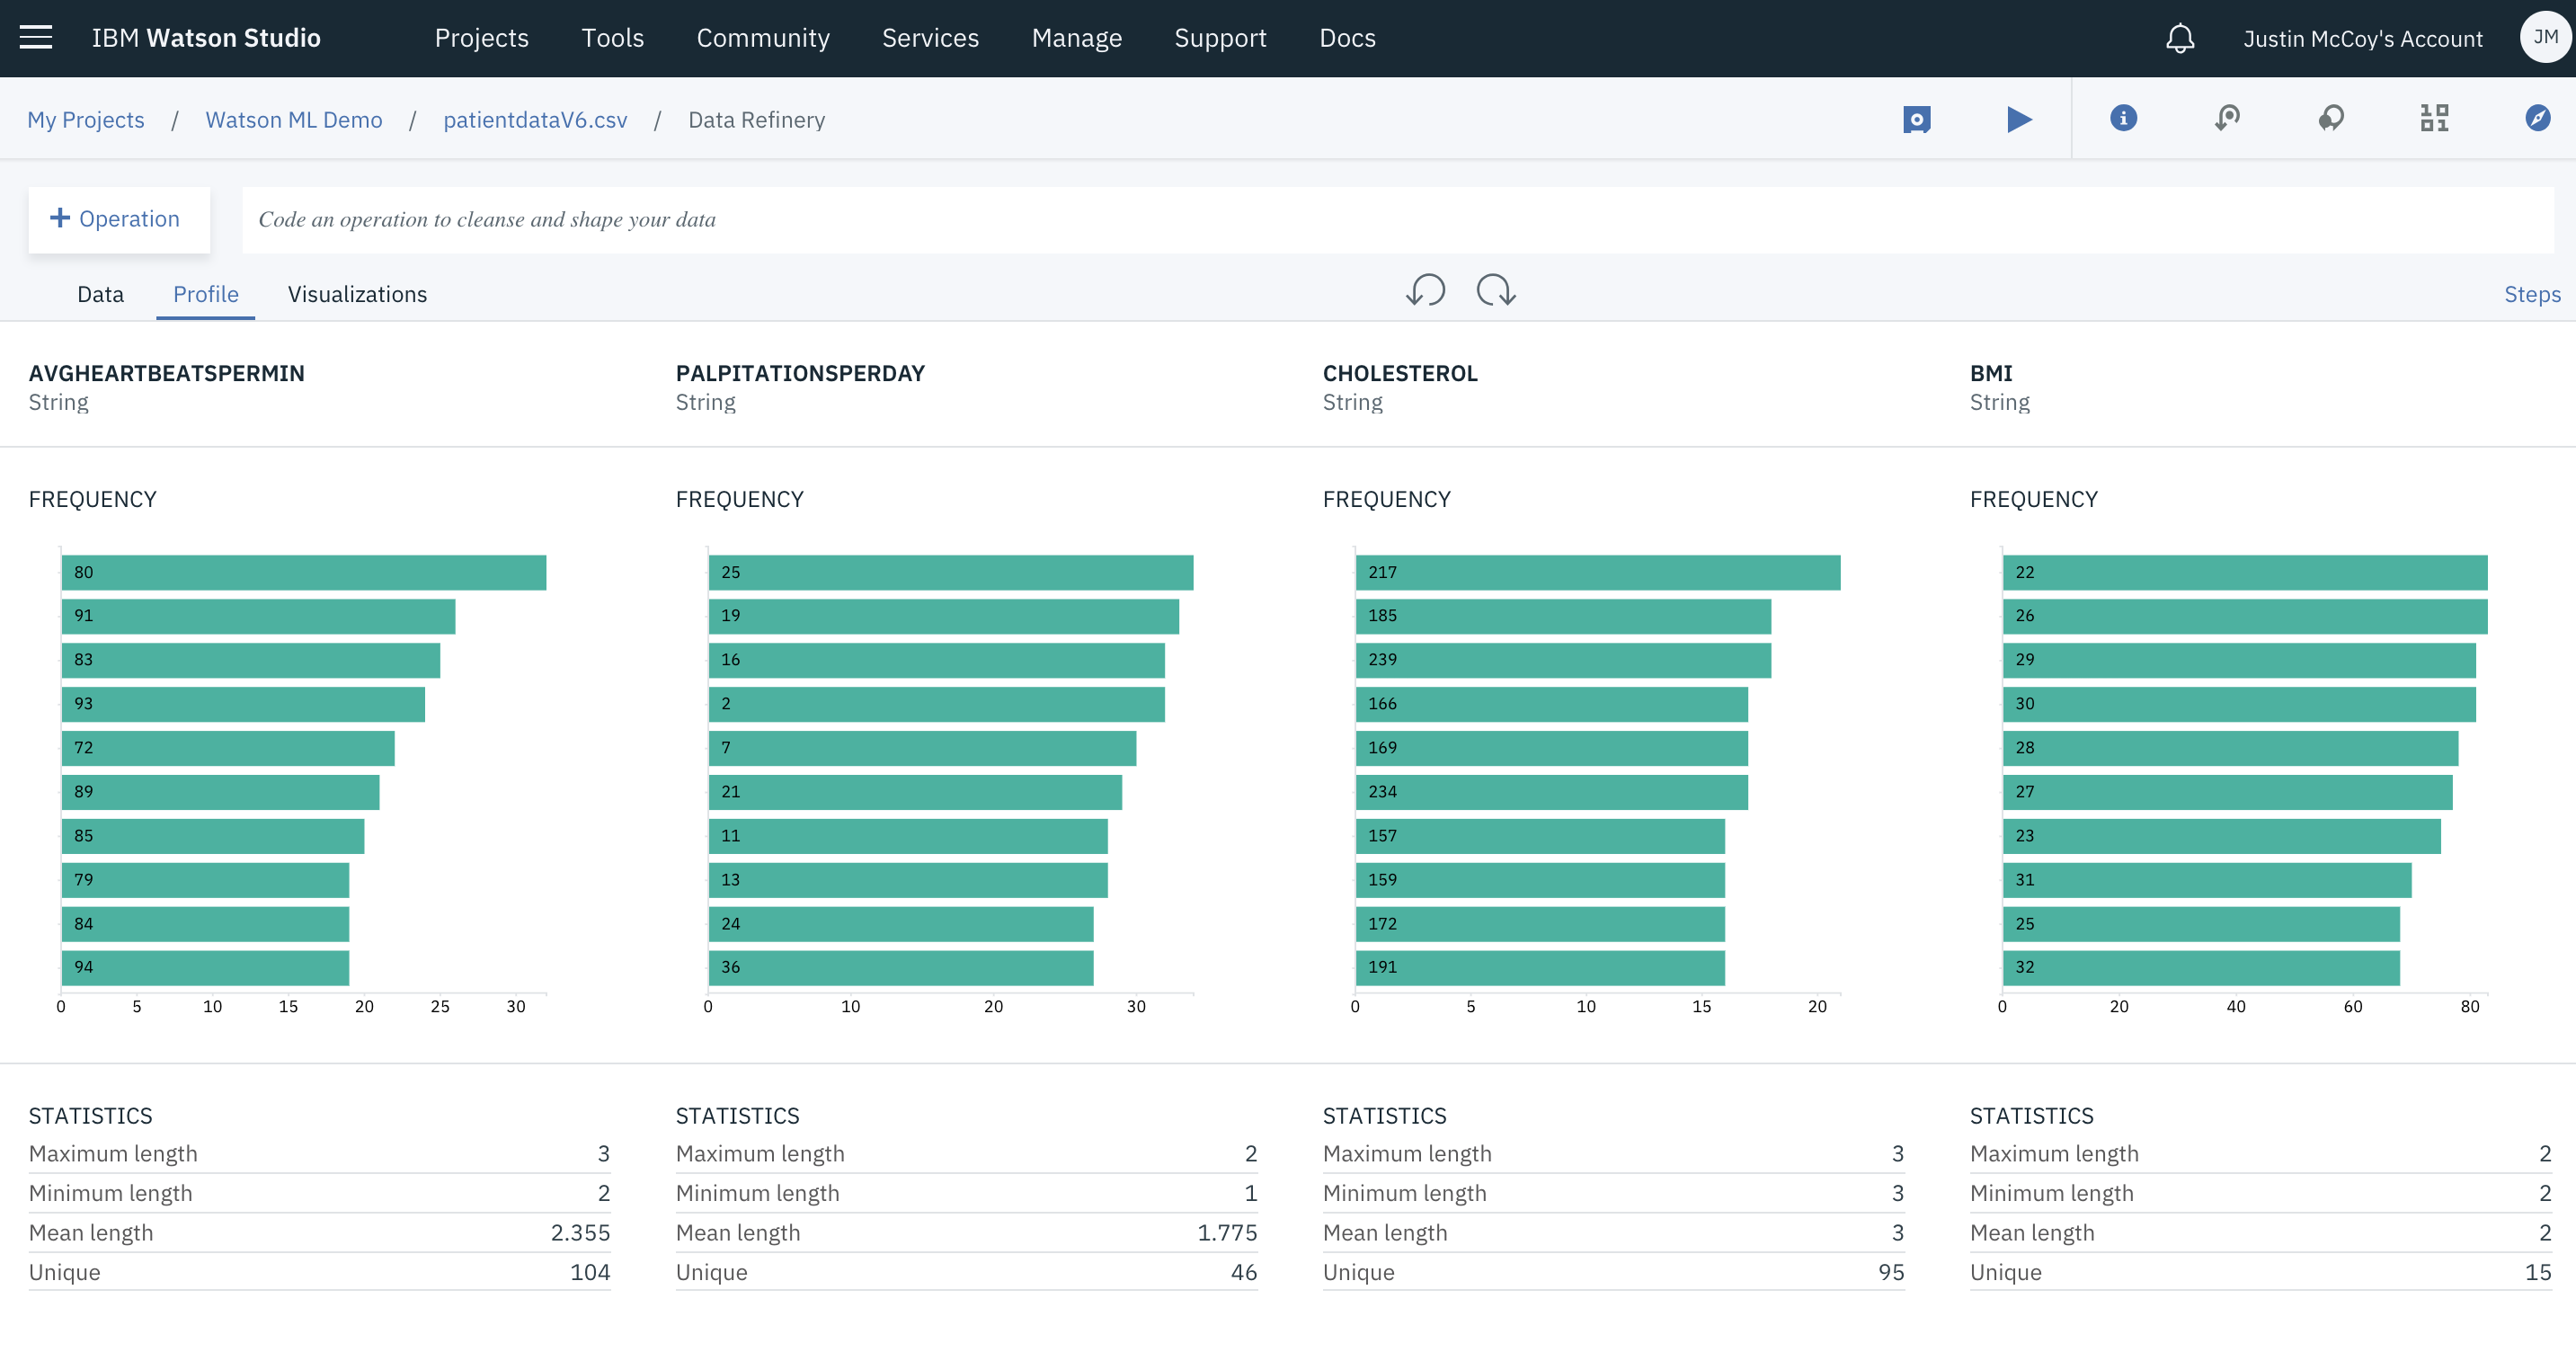 IBM Watson Studio Projects Tools Community Services Manage Support Docs Justin McCoy's Account JM
My Projects / Watson ML Demo / patientdataV6.csv / Data Refinery
+ Operation Code an operation to cleanse and shape your data
Data Profile Visualizations Steps
AVGHEARTBEATSPERMIN
String
FREQUENCY
80
91
83
93
72
89
85
79
84
94
0 5 10 15 20 25 30
STATISTICS
Maximum length 3
Minimum length 2
Mean length 2.355
Unique 104
PALPITATIONSPERDAY
String
FREQUENCY
25
19
16
2
7
21
11
13
24
36
0 10 20 30
STATISTICS
Maximum length 2
Minimum length 1
Mean length 1.775
Unique 46
CHOLESTEROL
String
FREQUENCY
217
185
239
166
169
234
157
159
172
191
0 5 10 15 20
STATISTICS
Maximum length 3
Minimum length 3
Mean length 3
Unique 95
BMI
String
FREQUENCY
22
26
29
30
28
27
23
31
25
32
0 20 40 60 80
STATISTICS
Maximum length 2
Minimum length 2
Mean length 2
Unique 15